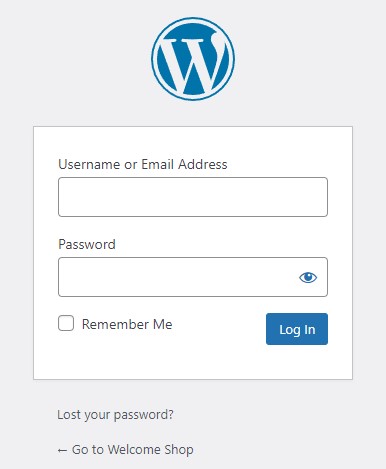 Username or Email Address
Password
Remember Me
Log In
Lost your password?
← Go to Welcome Shop